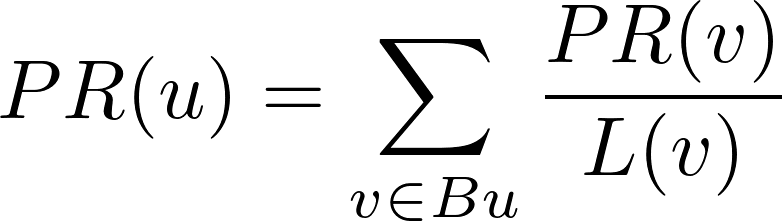 PR(u) = \sum_{v \in Bu} \frac{PR(v)}{L(v)}